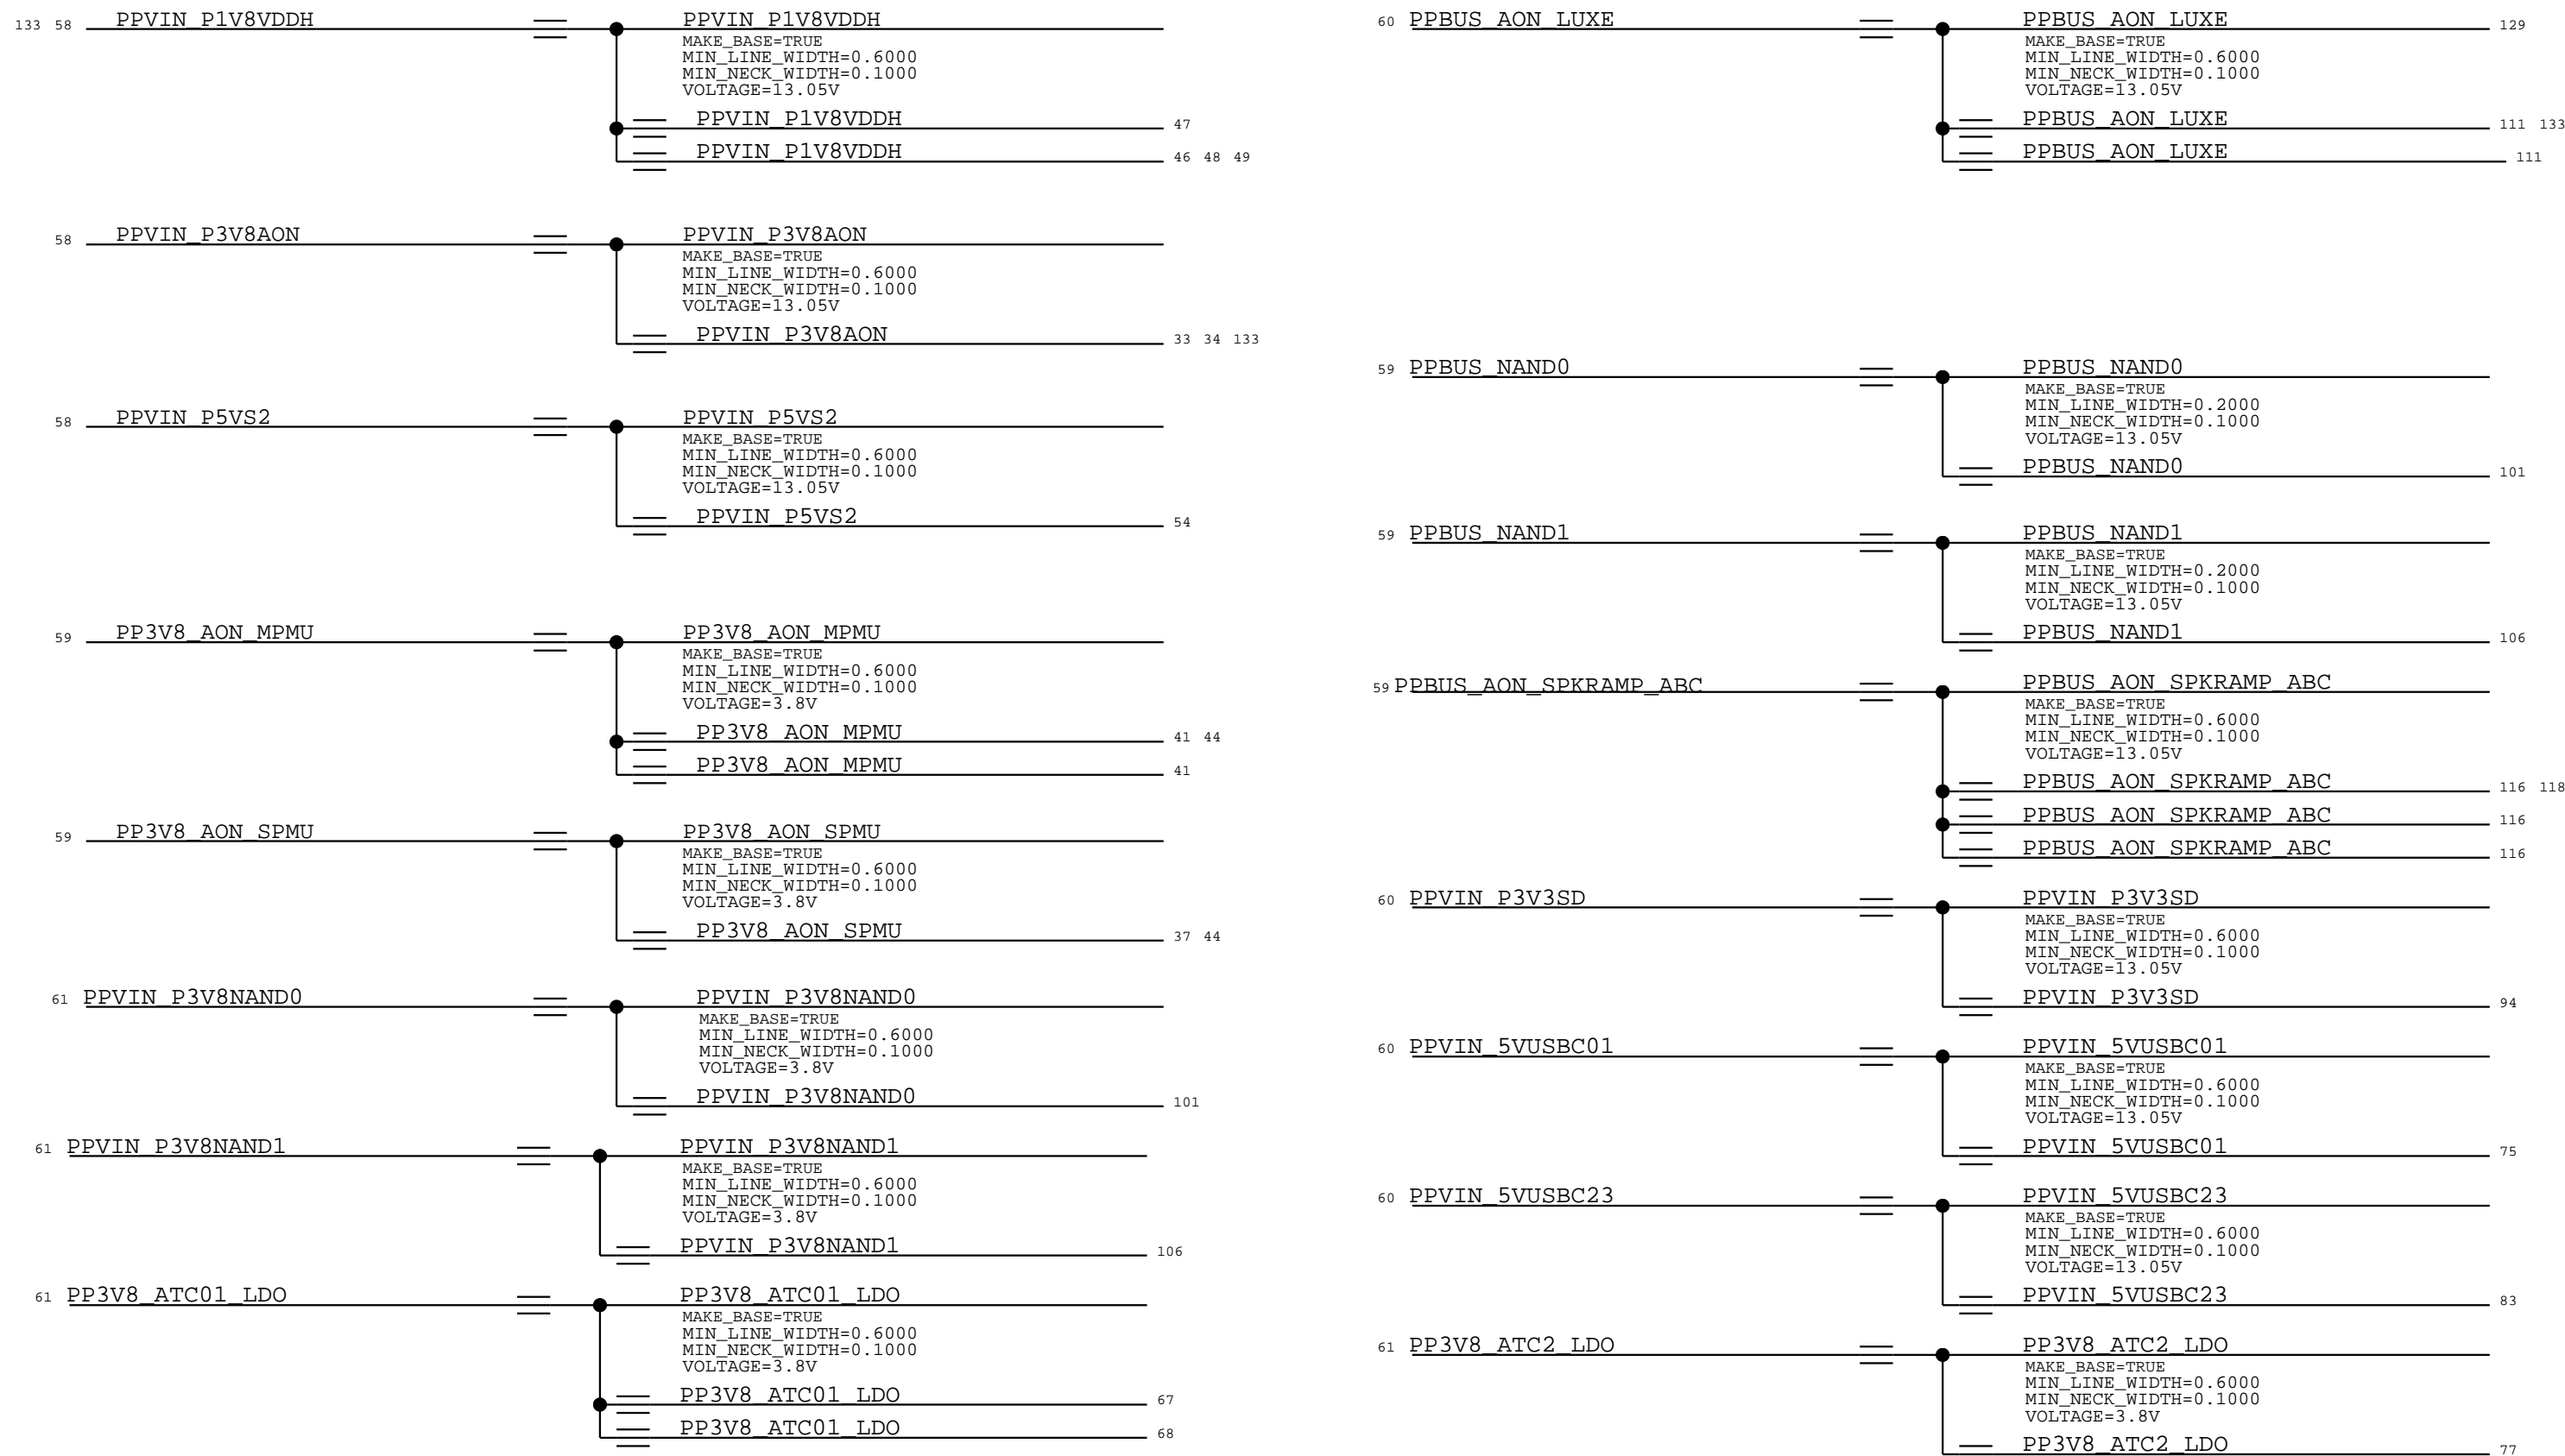 133 58 PPVIN_P1V8VDDH PPVIN_P1V8VDDH
MAKE_BASE=TRUE
MIN_LINE_WIDTH=0.6000
MIN_NECK_WIDTH=0.1000
VOLTAGE=13.05V
PPVIN_P1V8VDDH 47
PPVIN_P1V8VDDH 46 48 49
58 PPVIN_P3V8AON PPVIN_P3V8AON
MAKE_BASE=TRUE
MIN_LINE_WIDTH=0.6000
MIN_NECK_WIDTH=0.1000
VOLTAGE=13.05V
PPVIN_P3V8AON 33 34 133
58 PPVIN_P5VS2 PPVIN_P5VS2
MAKE_BASE=TRUE
MIN_LINE_WIDTH=0.6000
MIN_NECK_WIDTH=0.1000
VOLTAGE=13.05V
PPVIN_P5VS2 54
59 PP3V8_AON_MPMU PP3V8_AON_MPMU
MAKE_BASE=TRUE
MIN_LINE_WIDTH=0.6000
MIN_NECK_WIDTH=0.1000
VOLTAGE=3.8V
PP3V8_AON_MPMU 41 44
PP3V8_AON_MPMU 41
59 PP3V8_AON_SPMU PP3V8_AON_SPMU
MAKE_BASE=TRUE
MIN_LINE_WIDTH=0.6000
MIN_NECK_WIDTH=0.1000
VOLTAGE=3.8V
PP3V8_AON_SPMU 37 44
61 PPVIN_P3V8NAND0 PPVIN_P3V8NAND0
MAKE_BASE=TRUE
MIN_LINE_WIDTH=0.6000
MIN_NECK_WIDTH=0.1000
VOLTAGE=3.8V
PPVIN_P3V8NAND0 101
61 PPVIN_P3V8NAND1 PPVIN_P3V8NAND1
MAKE_BASE=TRUE
MIN_LINE_WIDTH=0.6000
MIN_NECK_WIDTH=0.1000
VOLTAGE=3.8V
PPVIN_P3V8NAND1 106
61 PP3V8_ATC01_LDO PP3V8_ATC01_LDO
MAKE_BASE=TRUE
MIN_LINE_WIDTH=0.6000
MIN_NECK_WIDTH=0.1000
VOLTAGE=3.8V
PP3V8_ATC01_LDO 67
PP3V8_ATC01_LDO 68
60 PPBUS_AON_LUXE PPBUS_AON_LUXE 129
MAKE_BASE=TRUE
MIN_LINE_WIDTH=0.6000
MIN_NECK_WIDTH=0.1000
VOLTAGE=13.05V
PPBUS_AON_LUXE 111 133
PPBUS_AON_LUXE 111
59 PPBUS_NAND0 PPBUS_NAND0
MAKE_BASE=TRUE
MIN_LINE_WIDTH=0.2000
MIN_NECK_WIDTH=0.1000
VOLTAGE=13.05V
PPBUS_NAND0 101
59 PPBUS_NAND1 PPBUS_NAND1
MAKE_BASE=TRUE
MIN_LINE_WIDTH=0.2000
MIN_NECK_WIDTH=0.1000
VOLTAGE=13.05V
PPBUS_NAND1 106
59 PPBUS_AON_SPKRAMP_ABC PPBUS_AON_SPKRAMP_ABC
MAKE_BASE=TRUE
MIN_LINE_WIDTH=0.6000
MIN_NECK_WIDTH=0.1000
VOLTAGE=13.05V
PPBUS_AON_SPKRAMP_ABC 116 118
PPBUS_AON_SPKRAMP_ABC 116
PPBUS_AON_SPKRAMP_ABC 116
60 PPVIN_P3V3SD PPVIN_P3V3SD
MAKE_BASE=TRUE
MIN_LINE_WIDTH=0.6000
MIN_NECK_WIDTH=0.1000
VOLTAGE=13.05V
PPVIN_P3V3SD 94
60 PPVIN_5VUSBC01 PPVIN_5VUSBC01
MAKE_BASE=TRUE
MIN_LINE_WIDTH=0.6000
MIN_NECK_WIDTH=0.1000
VOLTAGE=13.05V
PPVIN_5VUSBC01 75
60 PPVIN_5VUSBC23 PPVIN_5VUSBC23
MAKE_BASE=TRUE
MIN_LINE_WIDTH=0.6000
MIN_NECK_WIDTH=0.1000
VOLTAGE=13.05V
PPVIN_5VUSBC23 83
61 PP3V8_ATC2_LDO PP3V8_ATC2_LDO
MAKE_BASE=TRUE
MIN_LINE_WIDTH=0.6000
MIN_NECK_WIDTH=0.1000
VOLTAGE=3.8V
PP3V8_ATC2_LDO 77